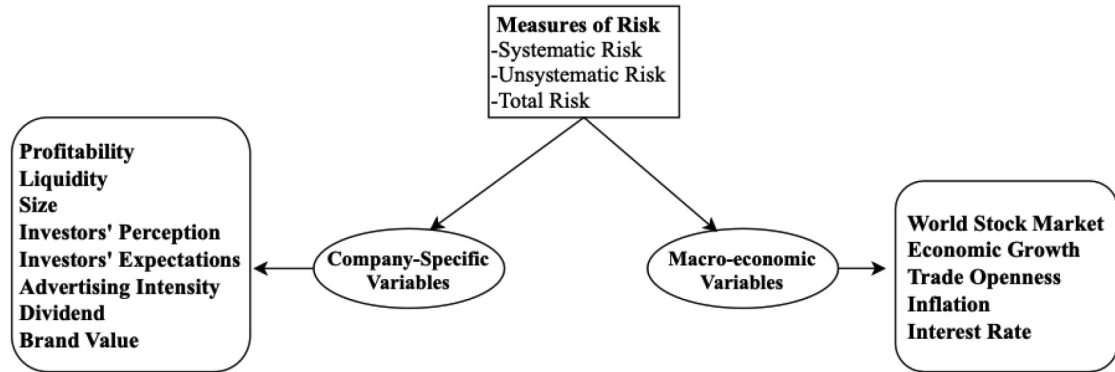 Measures of Risk
-Systematic Risk
-Unsystematic Risk
-Total Risk
Profitability
Liquidity
Size
Investors' Perception
Investors' Expectations
Advertising Intensity
Dividend
Brand Value
Company-Specific
Variables
Macro-economic
Variables
World Stock Market
Economic Growth
Trade Openness
Inflation
Interest Rate